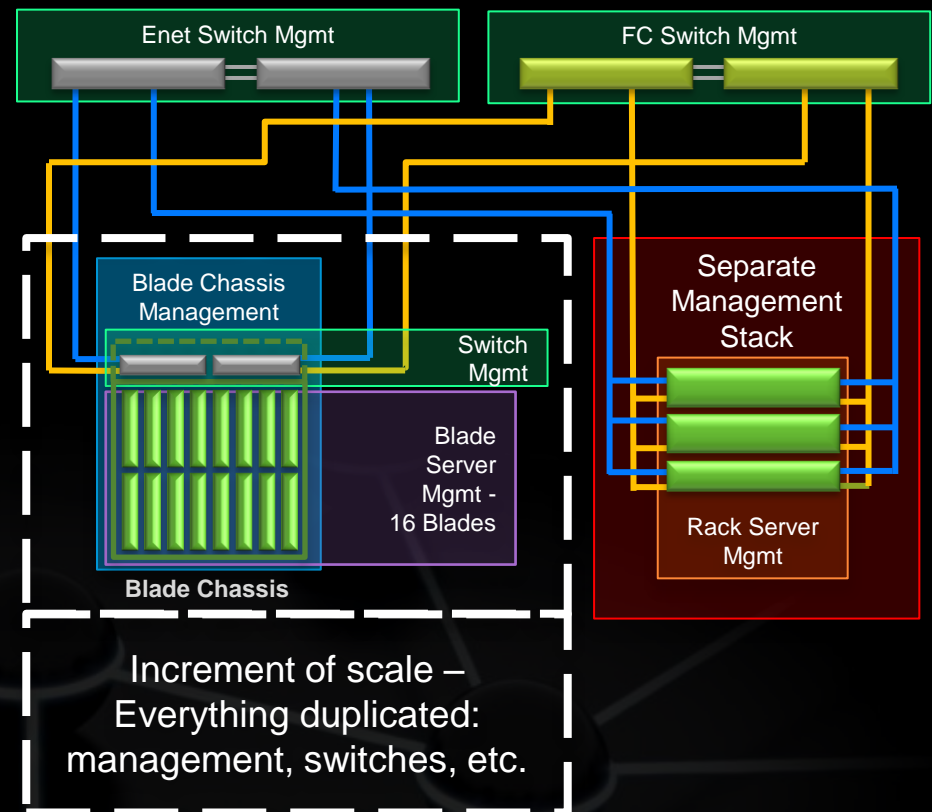 Enet Switch Mgmt
FC Switch Mgmt
Blade Chassis
Management
Switch
Mgmt
Blade
Server
Mgmt -
16 Blades
Blade Chassis
Separate
Management
Stack
Rack Server
Mgmt
Increment of scale –
Everything duplicated:
management, switches, etc.